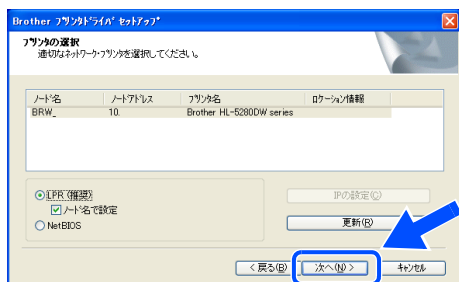 Brother プリンタドライバ セットアップ
プリンタの選択
適切なネットワーク・プリンタを選択してください。
ノード名 ノードアドレス プリンタ名 ロケーション情報
BRW_ 10. Brother HL-5280DW series
LPR (推奨)
ノード名で設定
NetBIOS
IPの設定(C)
更新(R)
< 戻る(B) 次へ(N) > キャンセル